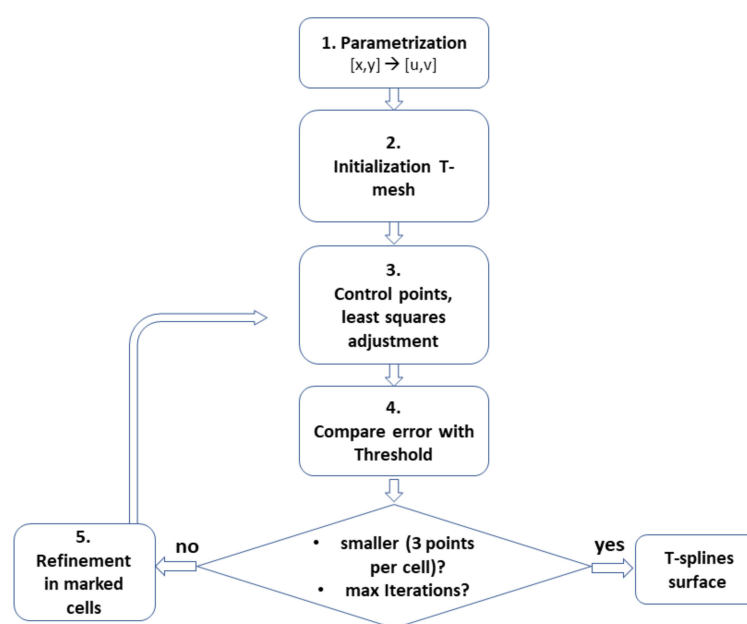 1. Parametrization
[x,y] → [u,v]
2.
Initialization T-
mesh
3.
Control points,
least squares
adjustment
4.
Compare error with
Threshold
• smaller (3 points
per cell)?
• max Iterations?
no
yes
5.
Refinement
in marked
cells
T-splines
surface